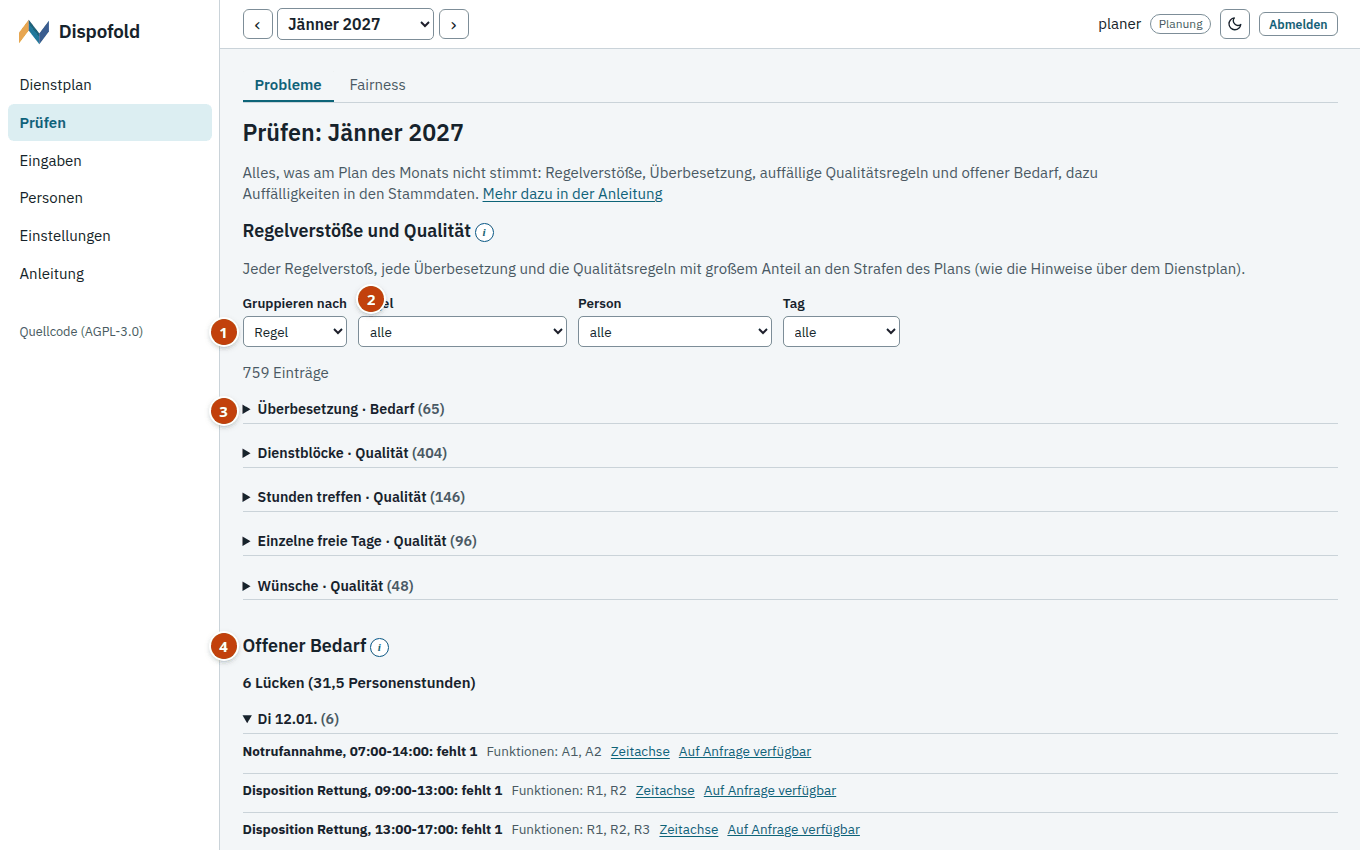 Dispofold
Dienstplan
Prüfen
Eingaben
Personen
Einstellungen
Anleitung
Quellcode (AGPL-3.0)
‹ Jänner 2027 ›
planer Planung Abmelden
Probleme Fairness
Prüfen: Jänner 2027
Alles, was am Plan des Monats nicht stimmt: Regelverstöße, Überbesetzung, auffällige Qualitätsregeln und offener Bedarf, dazu
Auffälligkeiten in den Stammdaten. Mehr dazu in der Anleitung
Regelverstöße und Qualität i
Jeder Regelverstoß, jede Überbesetzung und die Qualitätsregeln mit großem Anteil an den Strafen des Plans (wie die Hinweise über dem Dienstplan).
Gruppieren nach 2 el Person Tag
1 Regel alle alle alle
759 Einträge
3 Überbesetzung · Bedarf (65)
Dienstblöcke · Qualität (404)
Stunden treffen · Qualität (146)
Einzelne freie Tage · Qualität (96)
Wünsche · Qualität (48)
4 Offener Bedarf i
6 Lücken (31,5 Personenstunden)
Di 12.01. (6)
Notrufannahme, 07:00-14:00: fehlt 1 Funktionen: A1, A2 Zeitachse Auf Anfrage verfügbar
Disposition Rettung, 09:00-13:00: fehlt 1 Funktionen: R1, R2 Zeitachse Auf Anfrage verfügbar
Disposition Rettung, 13:00-17:00: fehlt 1 Funktionen: R1, R2, R3 Zeitachse Auf Anfrage verfügbar